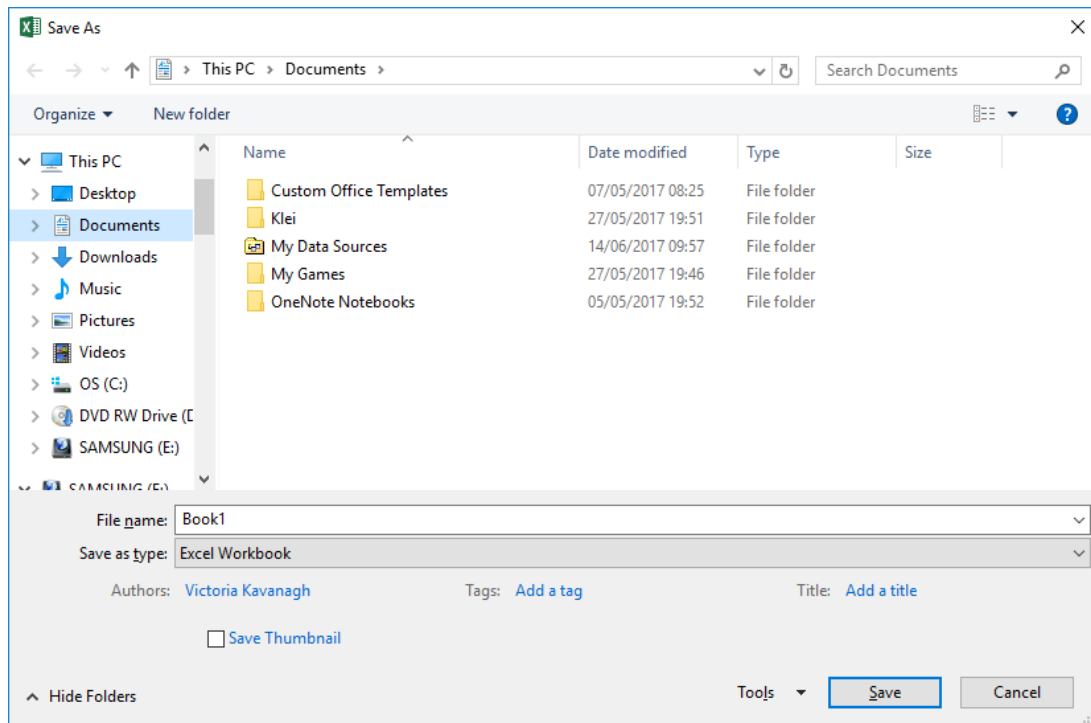 Save As
This PC > Documents >
Search Documents
Organize
New folder
Name Date modified Type Size
This PC
Desktop
Documents
Downloads
Music
Pictures
Videos
OS (C:)
DVD RW Drive (D
SAMSUNG (E:)
SAMSUNG (E:)
Custom Office Templates 07/05/2017 08:25 File folder
Klei 27/05/2017 19:51 File folder
My Data Sources 14/06/2017 09:57 File folder
My Games 27/05/2017 19:46 File folder
OneNote Notebooks 05/05/2017 19:52 File folder
File name: Book1
Save as type: Excel Workbook
Authors: Victoria Kavanagh Tags: Add a tag Title: Add a title
Save Thumbnail
Hide Folders
Tools Save Cancel